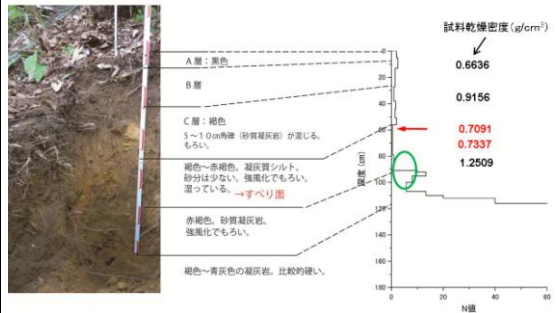 試料乾燥密度(g/cm³)
A層：黒色
B層
C層：褐色
5～10cm角礫（砂質凝灰岩）が混じる。
もろい。
褐色～赤褐色、凝灰質シルト。
砂分は少ない。強風化でもろい。
湿っている。→すべり面
赤褐色。砂質凝灰岩。
強風化でもろい。
褐色～青灰色の凝灰岩。比較的硬い。
0.6636
0.9156
0.7091
0.7337
1.2509
深度(cm)
0
20
40
60
80
100
120
140
160
180
0
20
40
60
N値